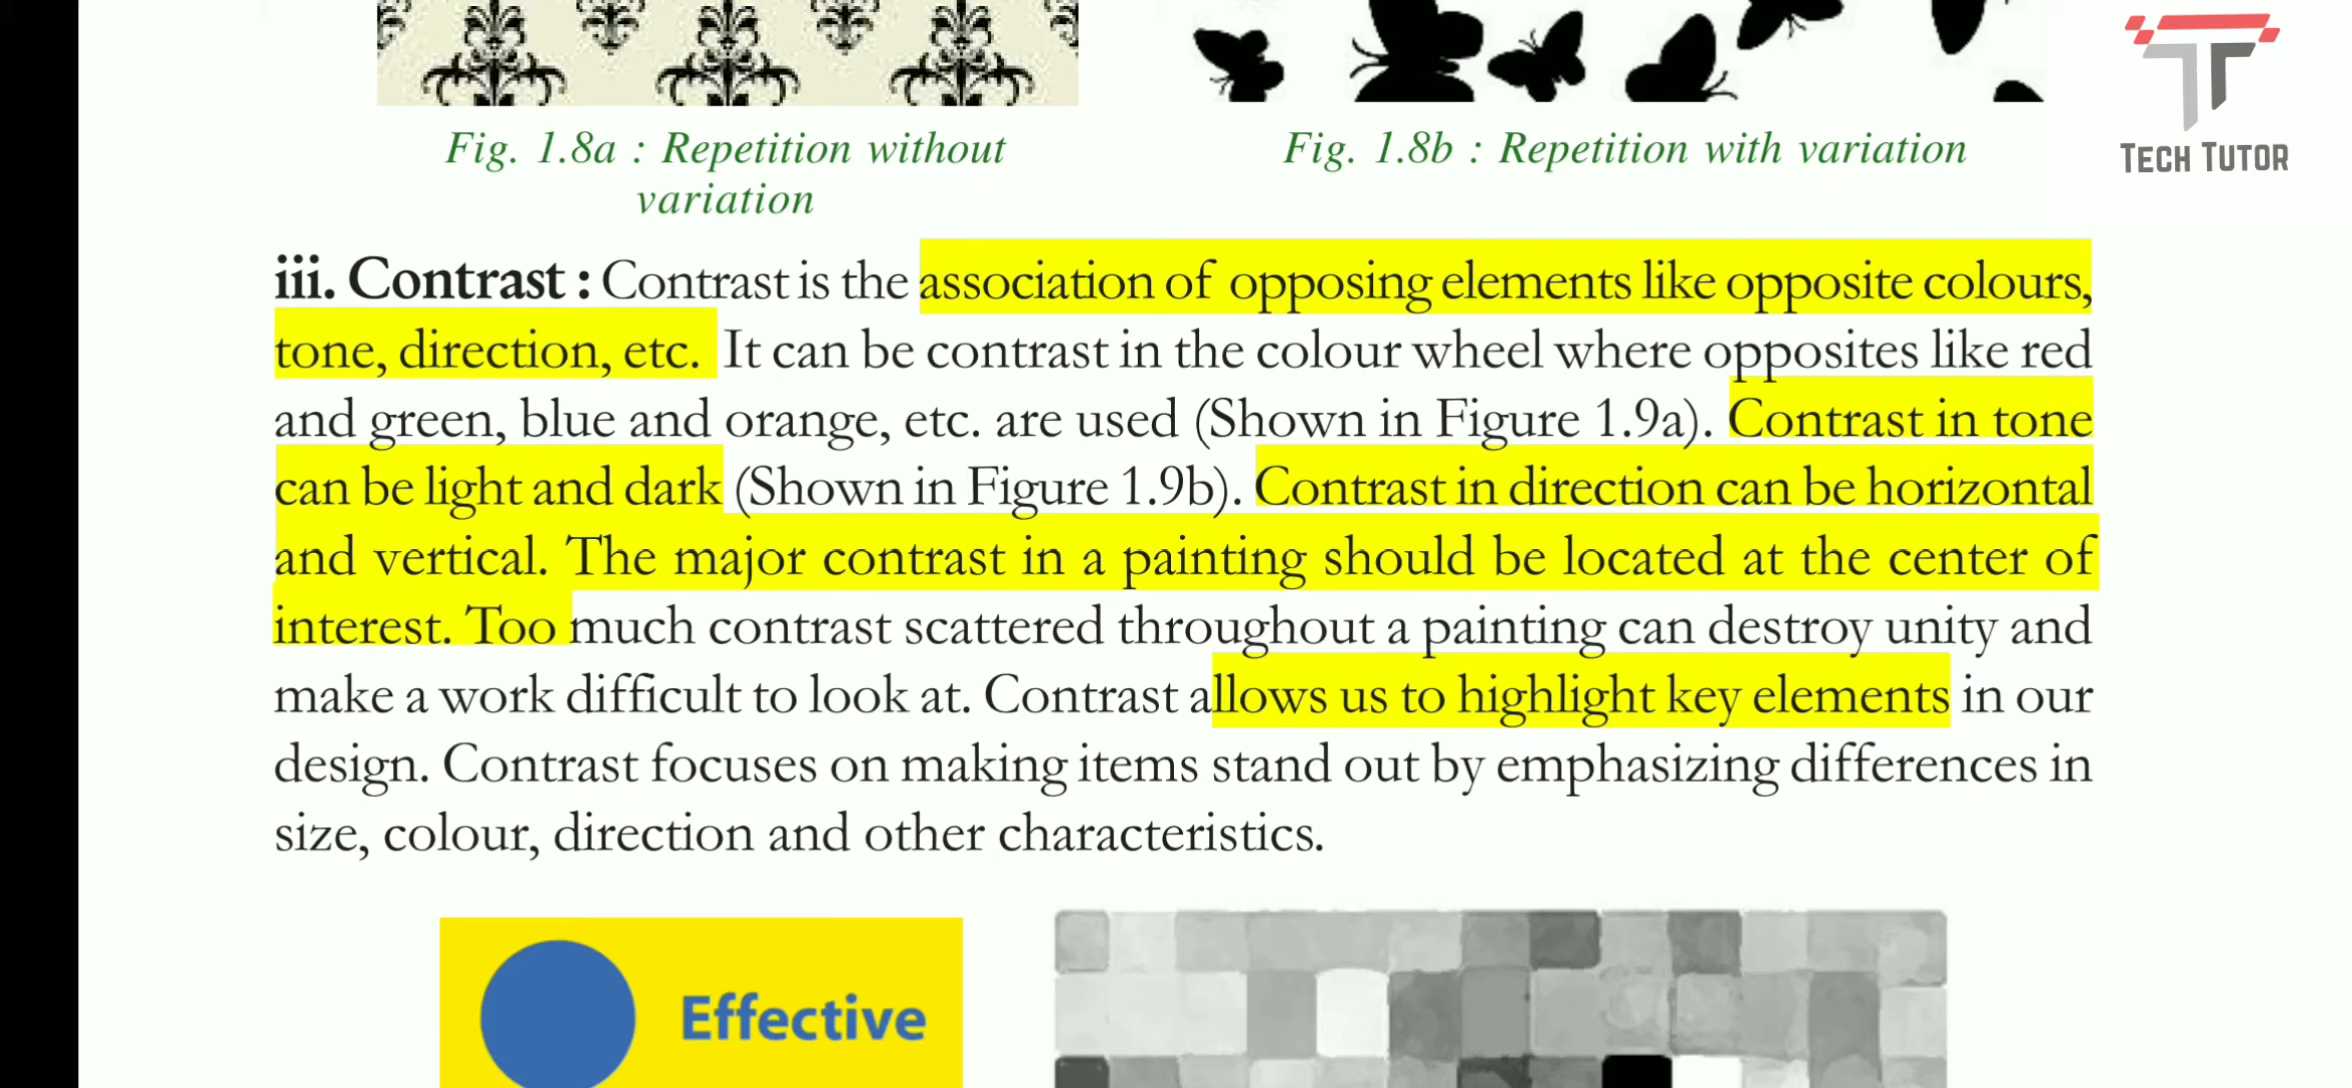 Fig. 1.8a : Repetition without
variation
Fig. 1.8b : Repetition with variation
TECH TUTOR
iii. Contrast : Contrast is the association of opposing elements like opposite colours,
tone, direction, etc. It can be contrast in the colour wheel where opposites like red
and green, blue and orange, etc. are used (Shown in Figure 1.9a). Contrast in tone
can be light and dark (Shown in Figure 1.9b). Contrast in direction can be horizontal
and vertical. The major contrast in a painting should be located at the center of
interest. Too much contrast scattered throughout a painting can destroy unity and
make a work difficult to look at. Contrast allows us to highlight key elements in our
design. Contrast focuses on making items stand out by emphasizing differences in
size, colour, direction and other characteristics.
Effective